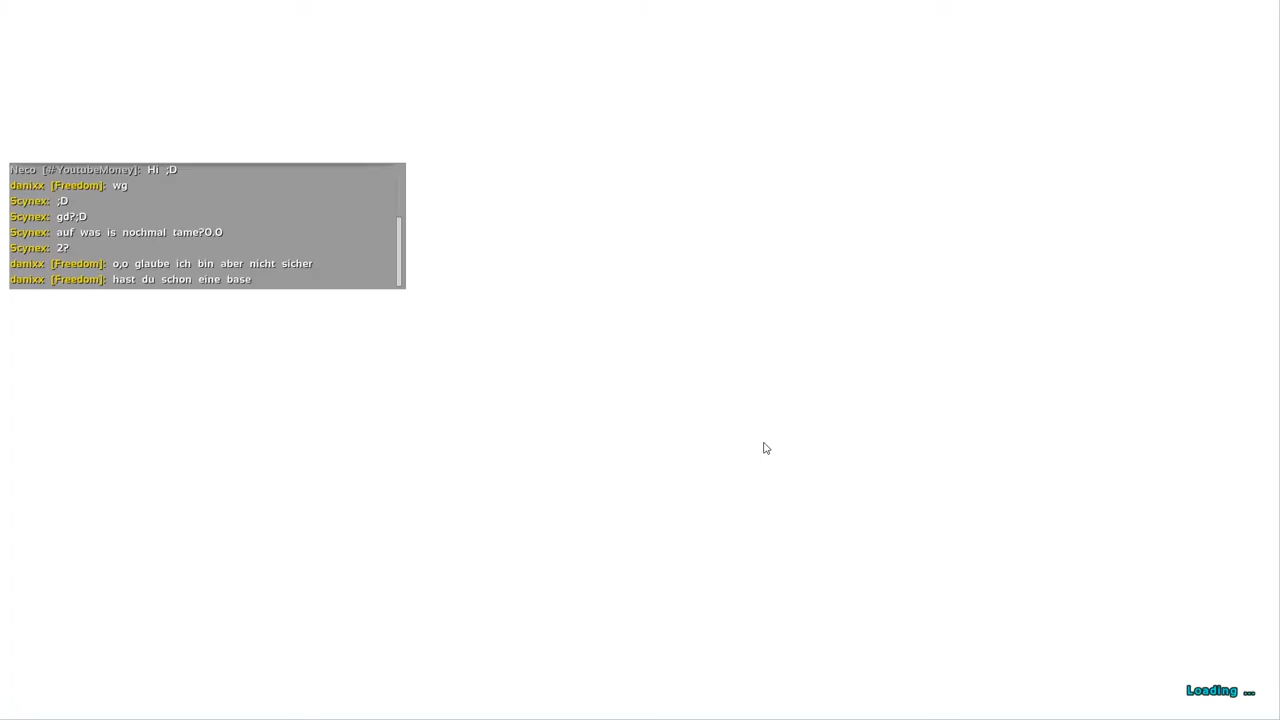 Neco [#YoutubeMoney]: Hi ;D
danixx [Freedom]: wg
Scynex: ;D
Scynex: gd?;D
Scynex: auf was is nochmal tame?O.O
Scynex: 2?
danixx [Freedom]: o,o glaube ich bin aber nicht sicher
danixx [Freedom]: hast du schon eine base
Loading ...